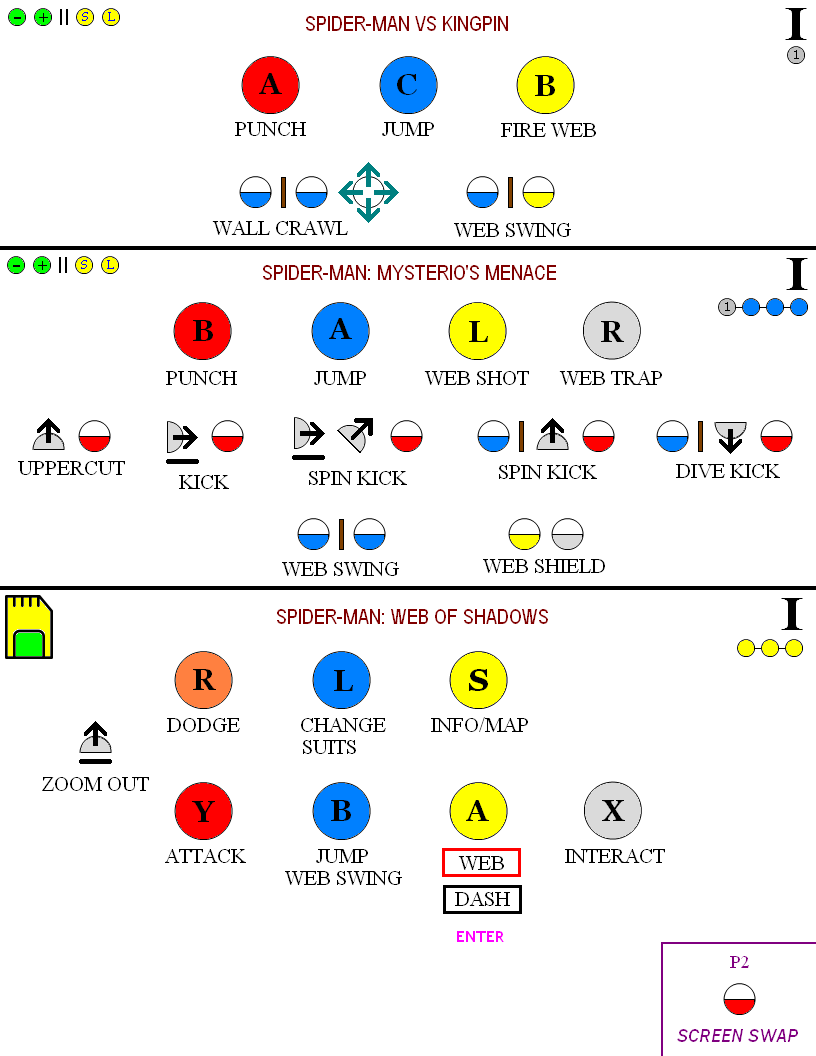 - + II S L
SPIDER-MAN VS KINGPIN
I
1
A C B
PUNCH JUMP FIRE WEB
WALL CRAWL WEB SWING
- + II S L
SPIDER-MAN: MYSTERIO'S MENACE
I
1
B A L R
PUNCH JUMP WEB SHOT WEB TRAP
UPPERCUT KICK SPIN KICK SPIN KICK DIVE KICK
WEB SWING WEB SHIELD
SPIDER-MAN: WEB OF SHADOWS
I
R L S
DODGE CHANGE INFO/MAP
SUITS
ZOOM OUT
Y B A X
ATTACK JUMP WEB INTERACT
WEB SWING
DASH
ENTER
P2
SCREEN SWAP